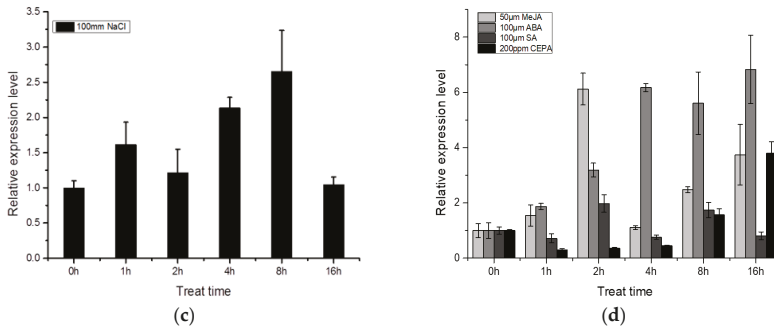 100mm NaCl
Relative expression level
3.5
3.0
2.5
2.0
1.5
1.0
0.5
0.0
0h
1h
2h
4h
8h
16h
Treat time
(c)
50µm MeJA
100µm ABA
100µm SA
200ppm CEPA
Relative expression level
8
6
4
2
0
0h
1h
2h
4h
8h
16h
Treat time
(d)